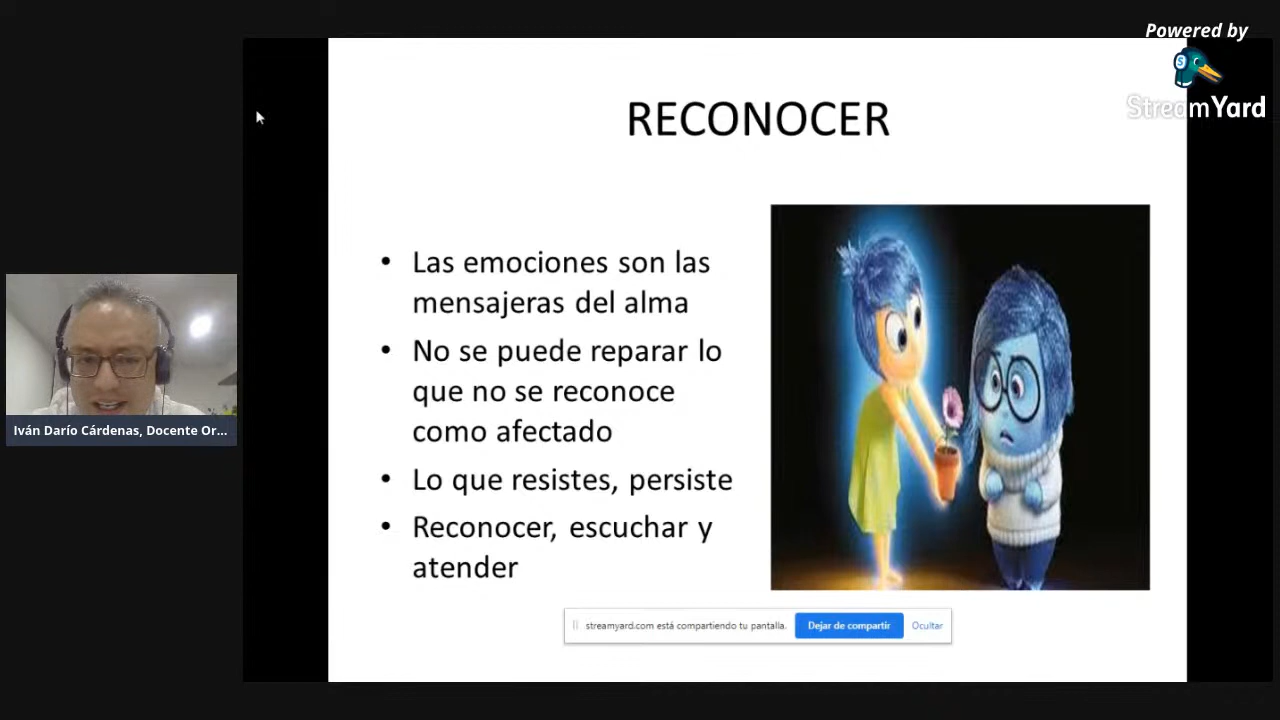 Powered by
StreamYard
RECONOCER
• Las emociones son las
mensajeras del alma
• No se puede reparar lo
que no se reconoce
como afectado
• Lo que resistes, persiste
• Reconocer, escuchar y
atender
Iván Darío Cárdenas, Docente Or...
streamyard.com está compartiendo tu pantalla.
Dejar de compartir
Ocultar